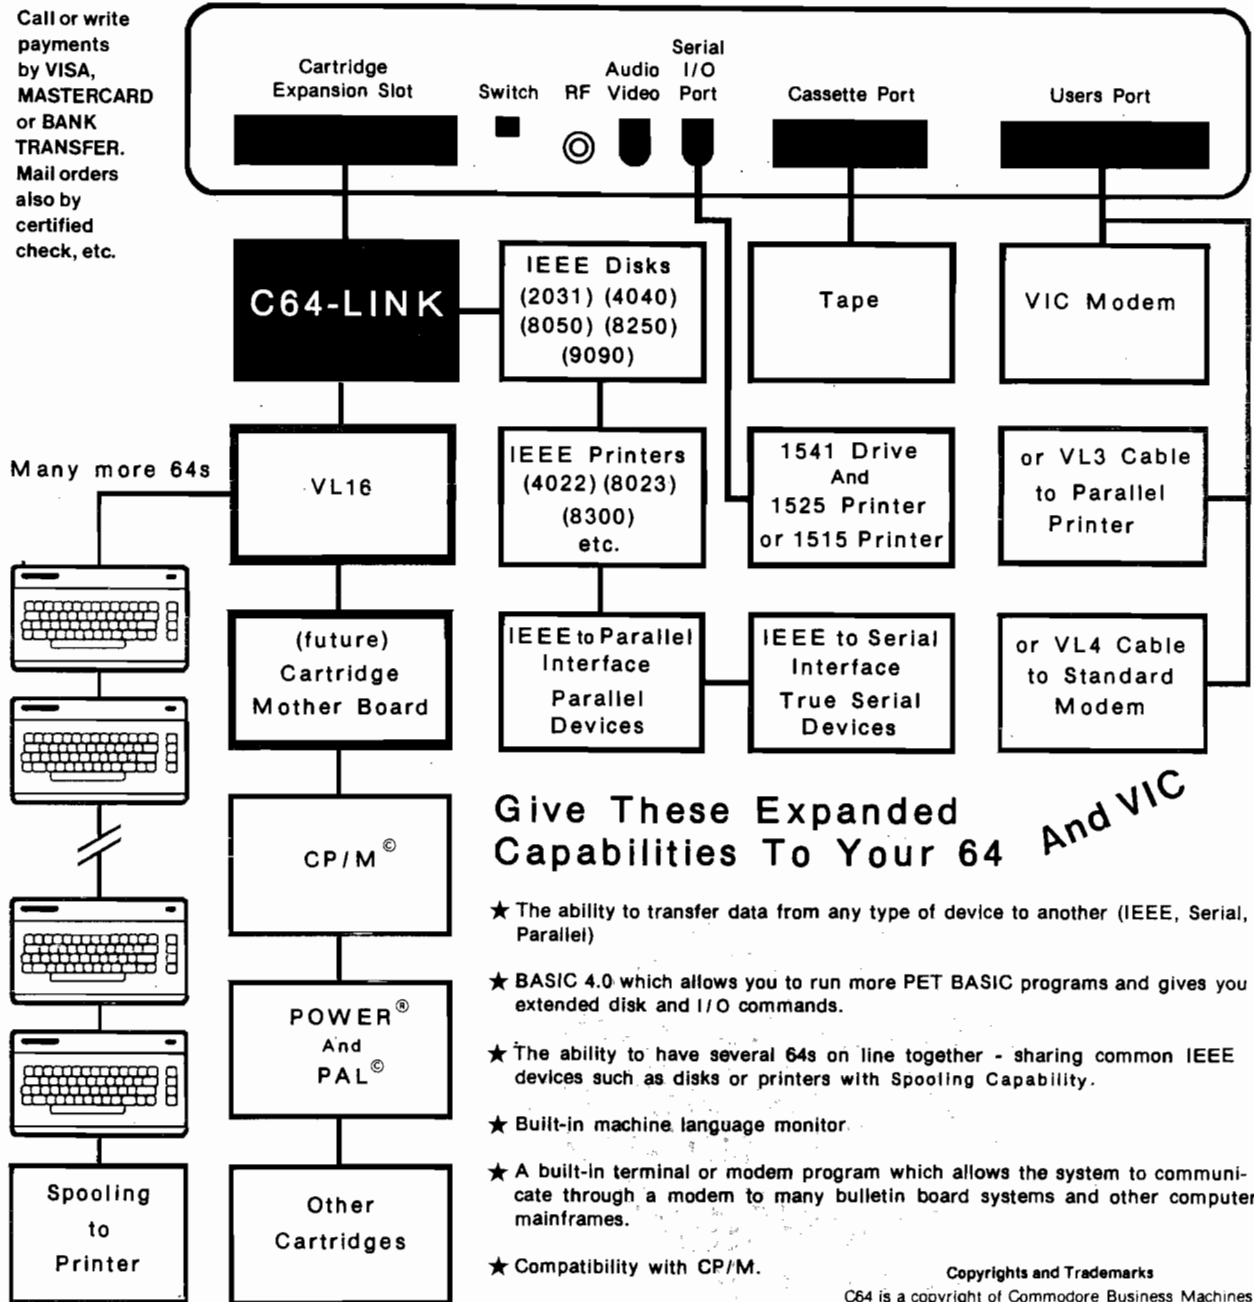 Call or write
payments
by VISA,
MASTERCARD
or BANK
TRANSFER.
Mail orders
also by
certified
check, etc.
Cartridge
Expansion Slot
Switch
RF
Audio
Video
Serial
I/O
Port
Cassette Port
Users Port
C64-LINK
IEEE Disks
(2031) (4040)
(8050) (8250)
(9090)
Tape
VIC Modem
Many more 64s
VL16
IEEE Printers
(4022) (8023)
(8300)
etc.
1541 Drive
And
1525 Printer
or 1515 Printer
or VL3 Cable
to Parallel
Printer
(future)
Cartridge
Mother Board
IEEE to Parallel
Interface
Parallel
Devices
IEEE to Serial
Interface
True Serial
Devices
or VL4 Cable
to Standard
Modem
CP/M©
POWER®
And
PAL©
Spooling
to
Printer
Other
Cartridges
Give These Expanded
Capabilities To Your 64 And VIC
★ The ability to transfer data from any type of device to another (IEEE, Serial,
Parallel)
★ BASIC 4.0 which allows you to run more PET BASIC programs and gives you
extended disk and I/O commands.
★ The ability to have several 64s on line together - sharing common IEEE
devices such as disks or printers with Spooling Capability.
★ Built-in machine language monitor
★ A built-in terminal or modem program which allows the system to communi-
cate through a modem to many bulletin board systems and other computer
mainframes.
★ Compatibility with CP/M.
Copyrights and Trademarks
C64 is a copyright of Commodore Business Machines